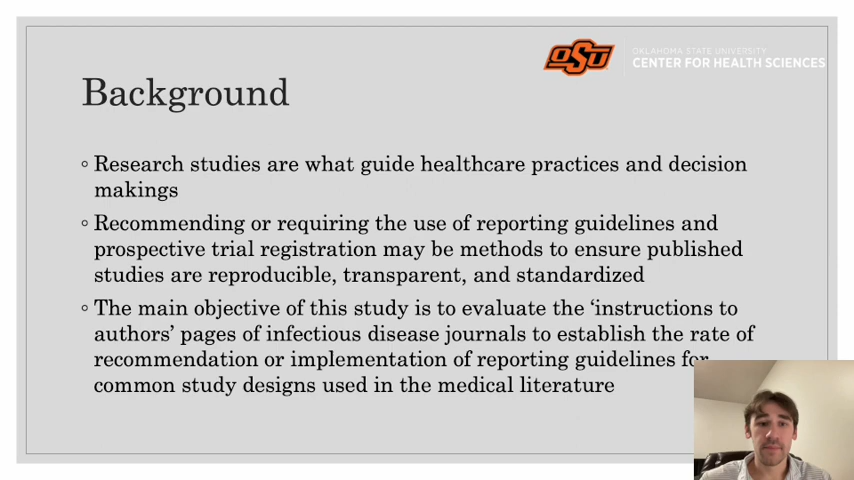 OSU
OKLAHOMA STATE UNIVERSITY
CENTER FOR HEALTH SCIENCES
Background
◦ Research studies are what guide healthcare practices and decision
makings
◦ Recommending or requiring the use of reporting guidelines and
prospective trial registration may be methods to ensure published
studies are reproducible, transparent, and standardized
◦ The main objective of this study is to evaluate the ‘instructions to
authors’ pages of infectious disease journals to establish the rate of
recommendation or implementation of reporting guidelines for
common study designs used in the medical literature